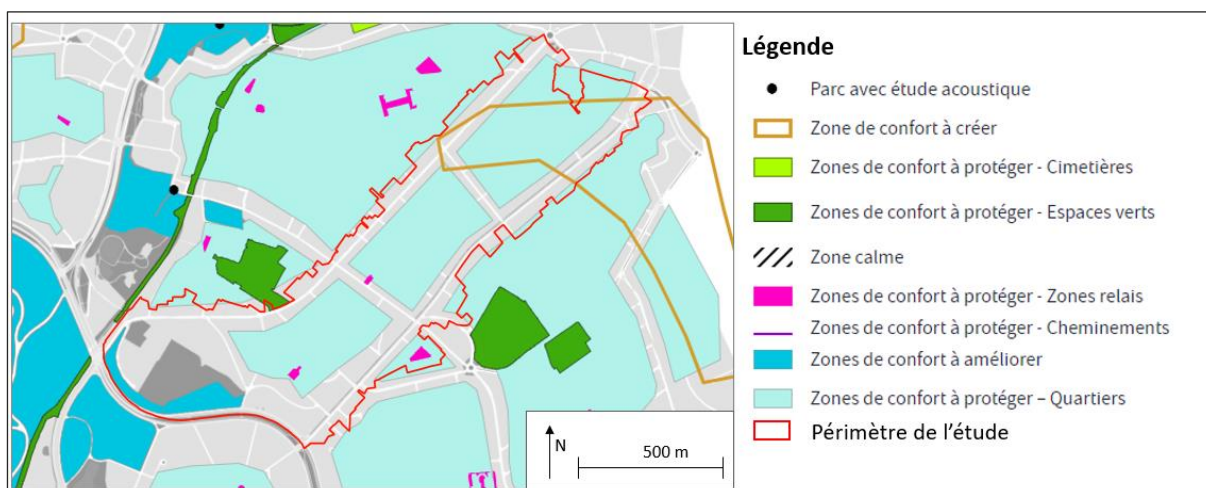 Légende
Parc avec étude acoustique
Zone de confort à créer
Zones de confort à protéger - Cimetières
Zones de confort à protéger - Espaces verts
Zone calme
Zones de confort à protéger - Zones relais
Zones de confort à protéger - Cheminements
Zones de confort à améliorer
Zones de confort à protéger – Quartiers
Périmètre de l'étude
N
500 m